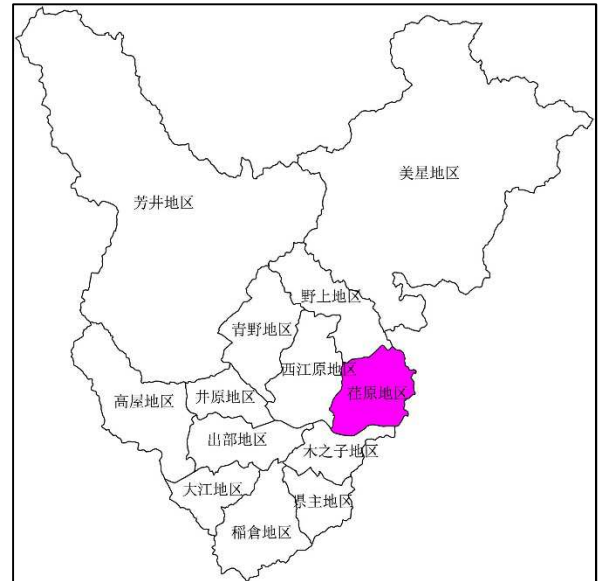 美星地区
芳井地区
野上地区
青野地区
西江原地区
荏原地区
井原地区
高屋地区
出部地区
木之子地区
大江地区
県主地区
稲倉地区